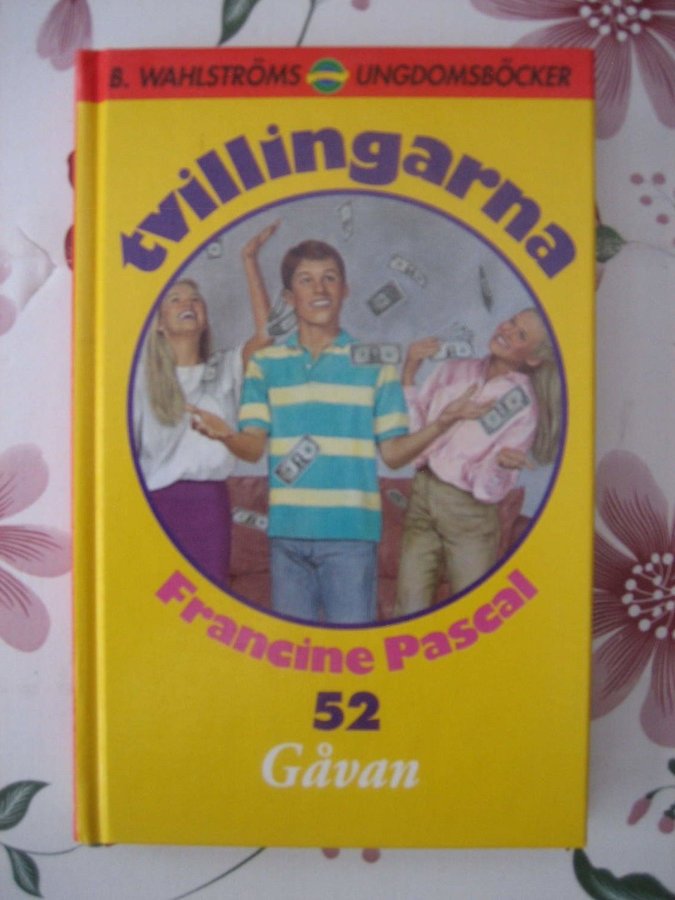 B. WAHLSTRÖMS UNGDOMSBÖCKER
tvillingarna
Francine Pascal
52
Gåvan